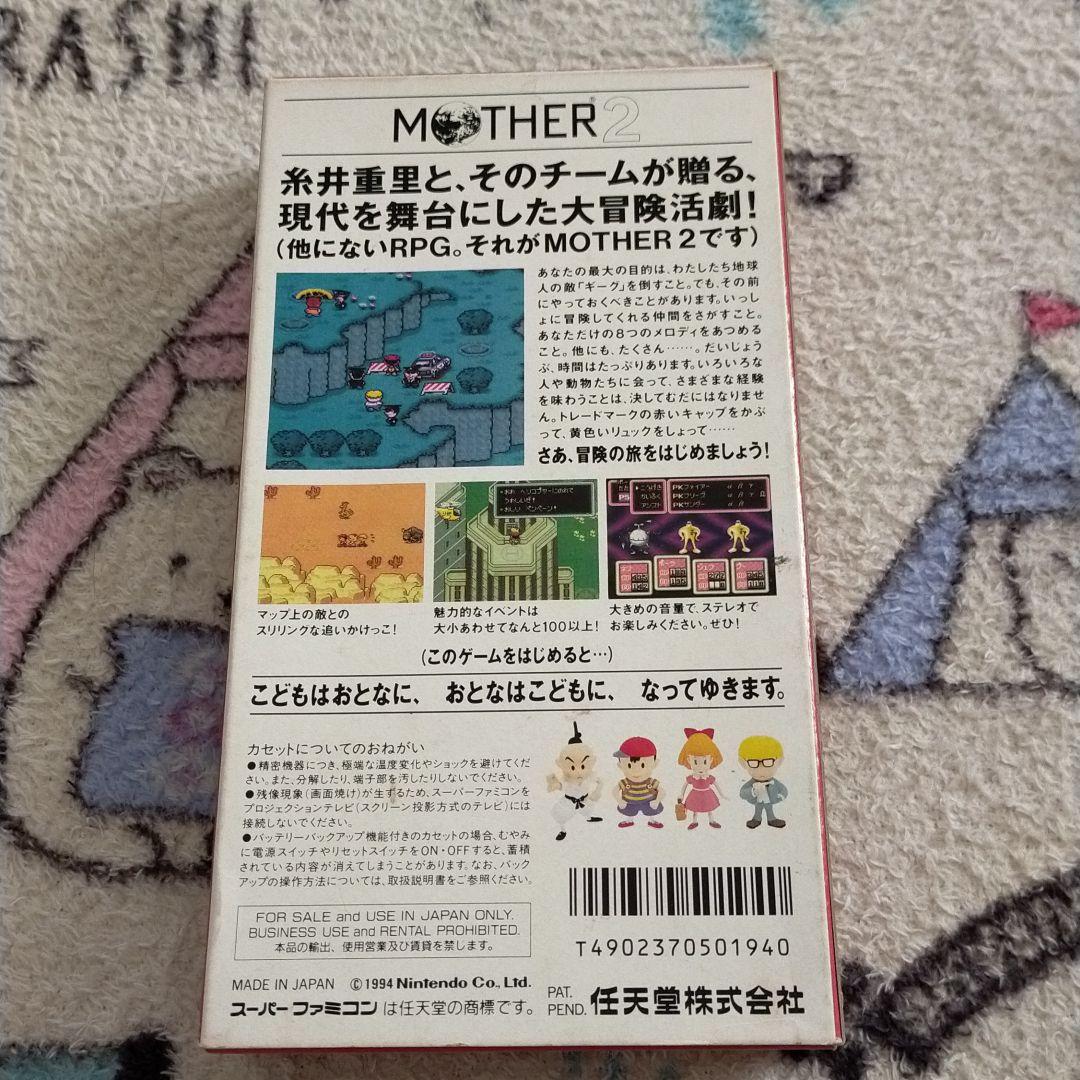 RASHI
MOTHER® 2
糸井重里と、そのチームが贈る、
現代を舞台にした大冒険活劇！
(他にないRPG。それがMOTHER 2です)
あなたの最大の目的は、わたしたち地球
人の敵「ギーグ」を倒すこと。でも、その前
にやっておくべきことがあります。いっし
ょに冒険してくれる仲間をさがすこと。
あなただけの8つのメロディをあつめる
こと。他にも、たくさん……。だいじょう
ぶ、時間はたっぷりあります。いろいろな
人や動物たちに会って、さまざまな経験
を味わうことは、決してむだにはなりませ
ん。トレードマークの赤いキャップをかぶ
って、黄色いリュックをしょって……
さあ、冒険の旅をはじめましょう！
こうげき
PKファイアー
PKフリーズ
PKサンダー
マップ上の敵との
スリリングな追いかけっこ！
魅力的なイベントは
大小あわせてなんと100以上！
大きめの音量で、ステレオで
お楽しみください。ぜひ！
(このゲームをはじめると…)
こどもはおとなに、 おとなはこどもに、 なってゆきます。
カセットについてのおねがい
●精密機器につき、極端な温度変化やショックを避けてくだ
さい。また、分解したり、端子部を汚したりしないでください。
●残像現象(画面焼け)が生ずるため、スーパーファミコンを
プロジェクションテレビ(スクリーン投影方式のテレビ)には
接続しないでください。
●バッテリーバックアップ機能付きのカセットの場合、むやみ
に電源スイッチやリセットスイッチをON・OFFすると、蓄積
されている内容が消えてしまうことがあります。なお、バック
アップの操作方法については、取扱説明書をご参照ください。
FOR SALE and USE IN JAPAN ONLY.
BUSINESS USE and RENTAL PROHIBITED.
本品の輸出、使用営業及び賃貸を禁じます。
T4902370501940
MADE IN JAPAN ©1994 Nintendo Co., Ltd.
スーパーファミコンは任天堂の商標です。
PAT.
PEND.
任天堂株式会社